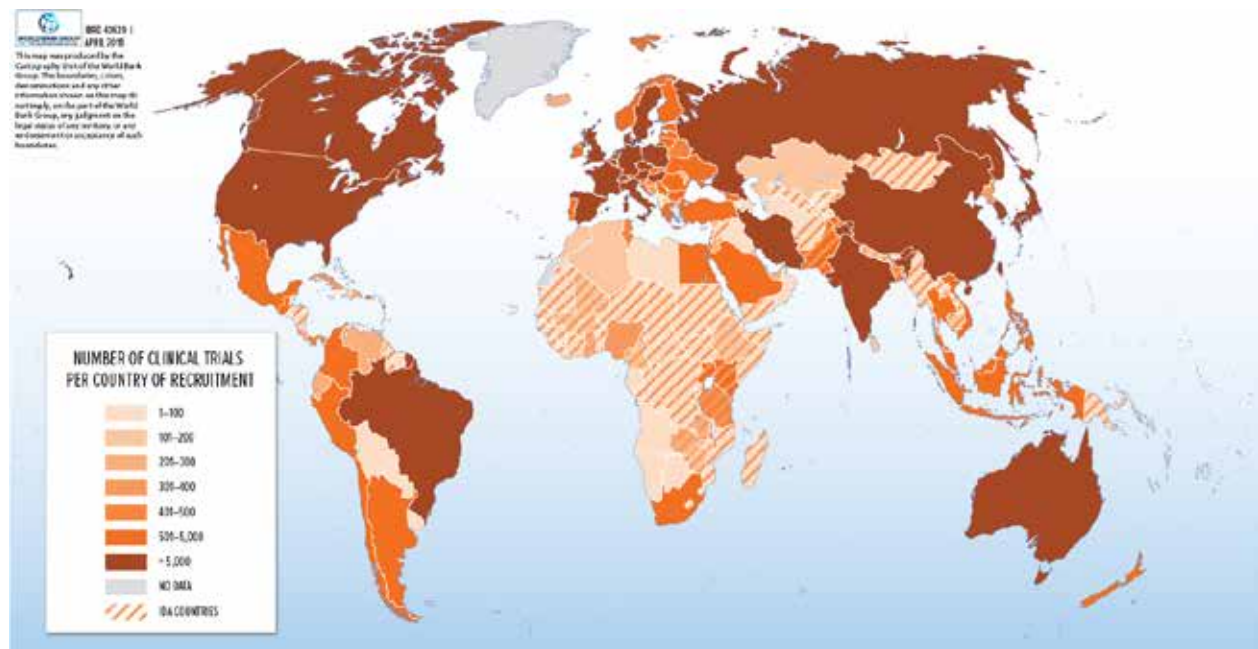 WORLD BANK GROUP
IBRD 43629 |
APRIL 2018
This map was produced by the
Cartography Unit of the World Bank
Group. The boundaries, colors,
denominations and any other
information shown on this map do
not imply, on the part of the World
Bank Group, any judgment on the
legal status of any territory, or any
endorsement or acceptance of such
boundaries.
NUMBER OF CLINICAL TRIALS
PER COUNTRY OF RECRUITMENT
1–100
101–200
201–300
301–400
401–500
501–5,000
> 5,000
NO DATA
IDA COUNTRIES